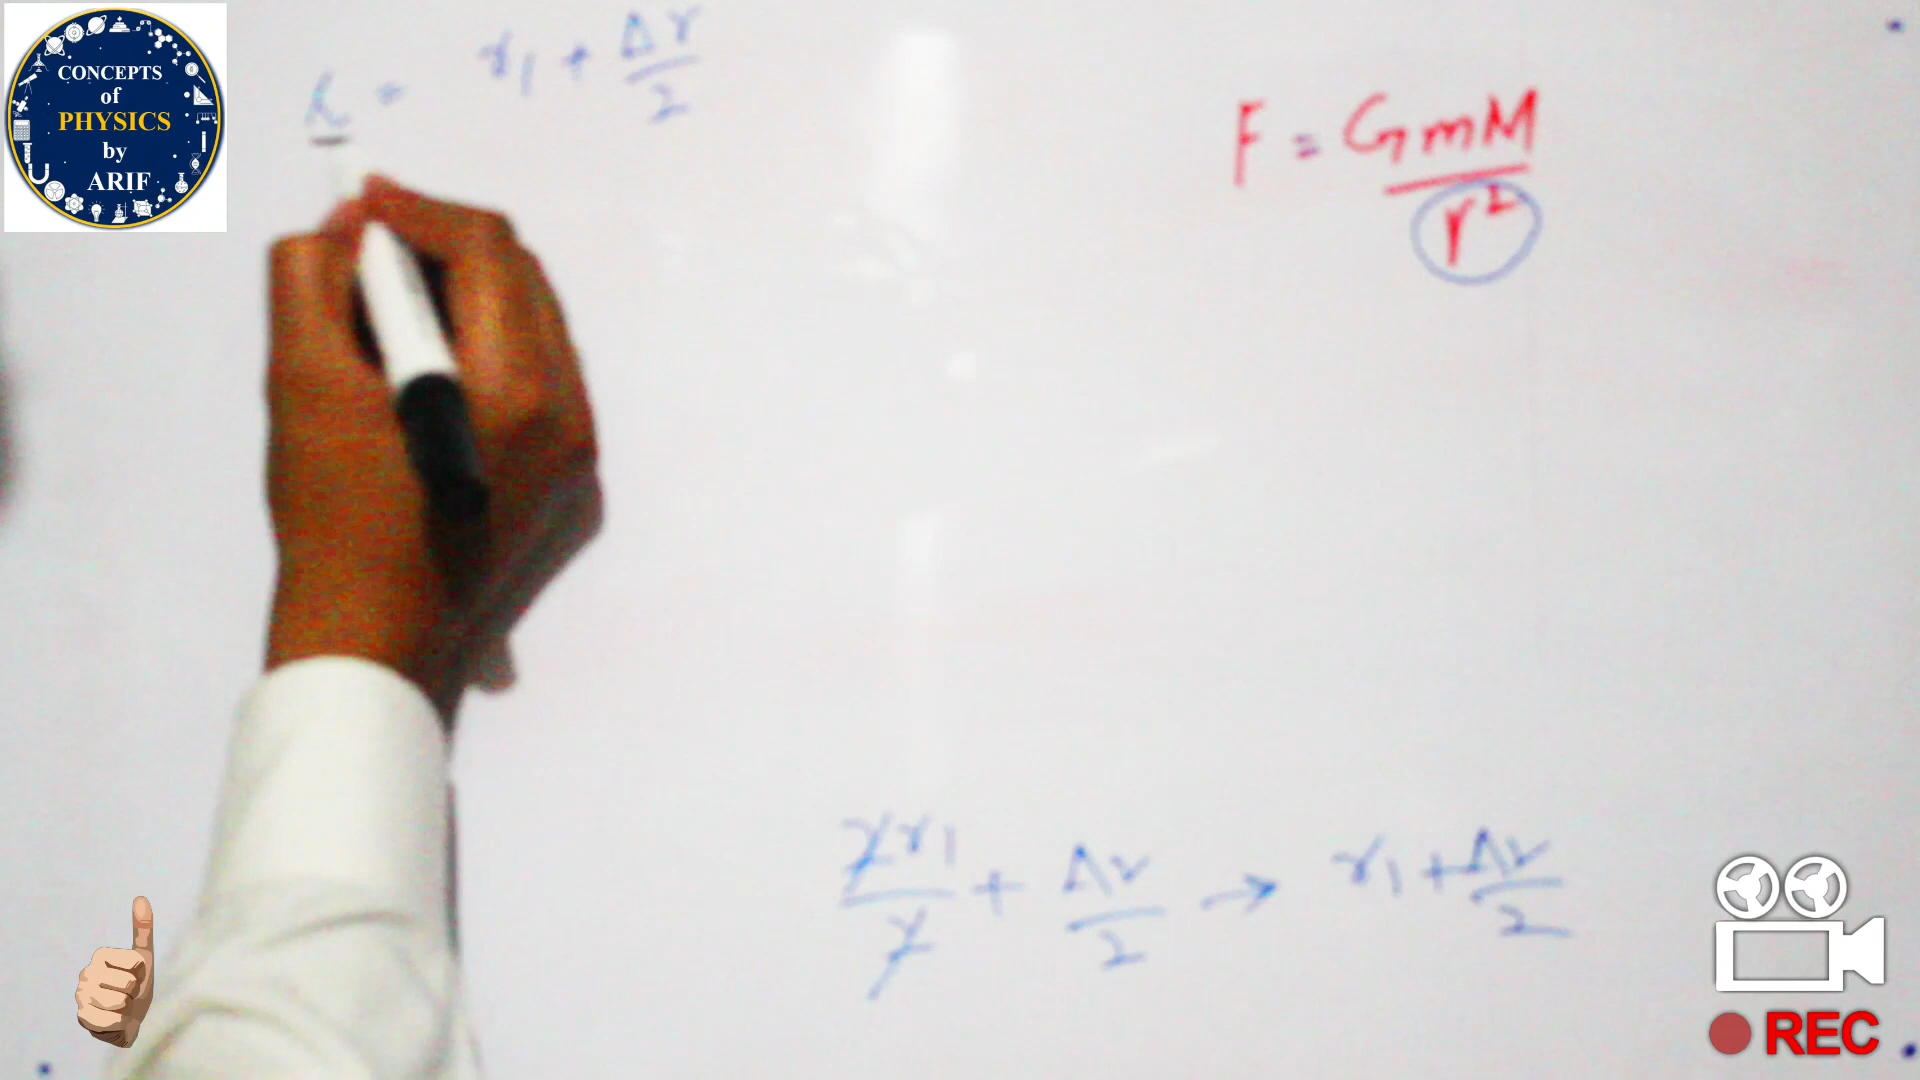 CONCEPTS
of
PHYSICS
by
ARIF
r = r₁ + Δr/2
F = GmM/r²
2r₁/2 + Δr/2 → r₁ + Δr/2
REC